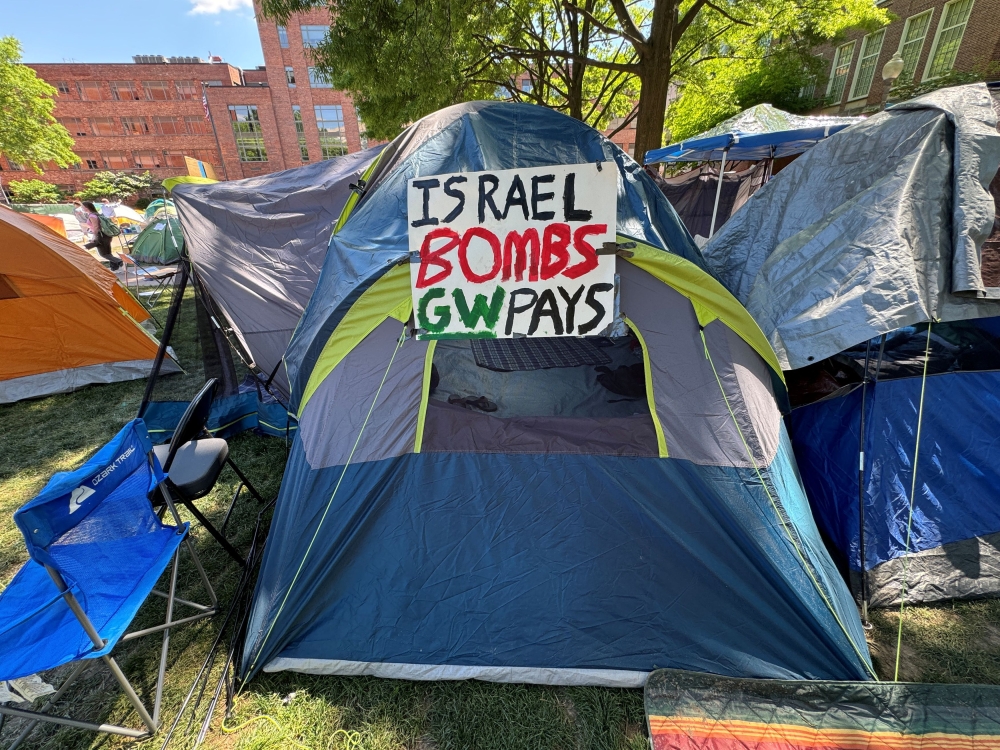 ISRAEL
BOMBS
GW PAYS
OZARK TRAIL